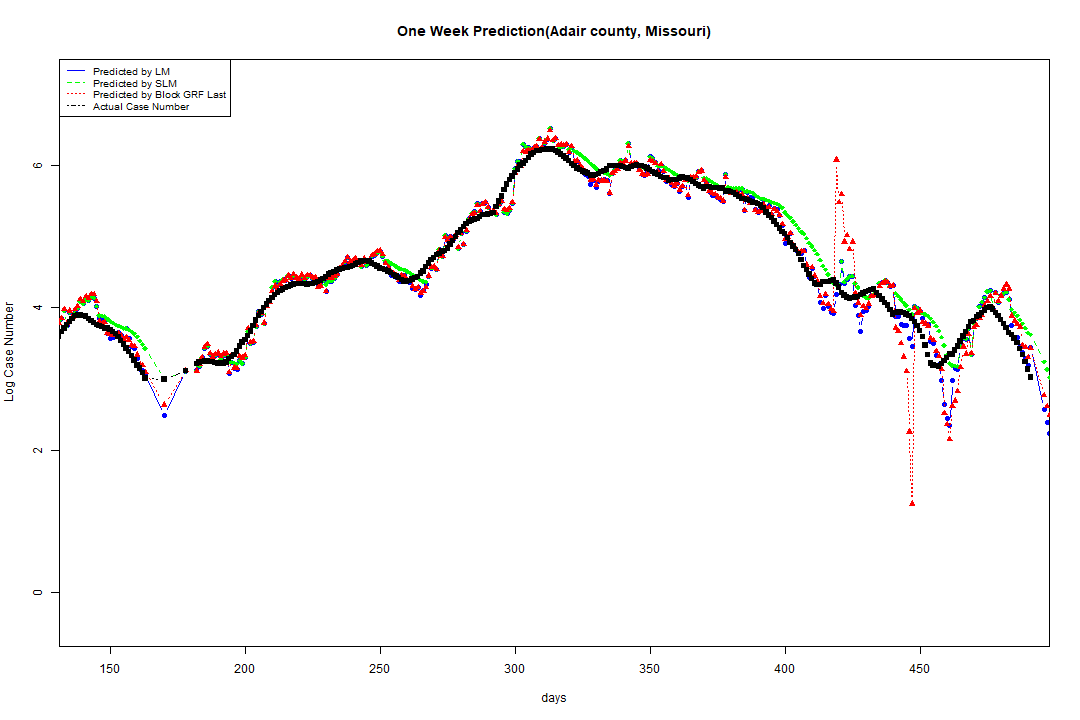 One Week Prediction(Adair county, Missouri)
Predicted by LM
Predicted by SLM
Predicted by Block GRF Last
Actual Case Number
6
4
2
0
Log Case Number
150 200 250 300 350 400 450
days